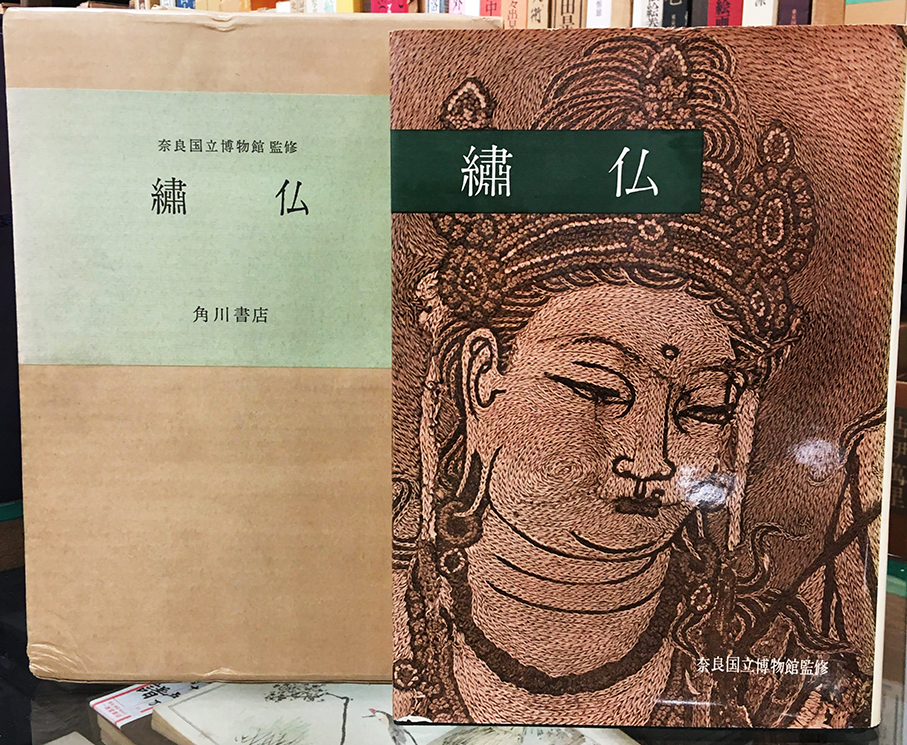 奈良国立博物館 監修
繡 仏
角川書店
繡 仏
奈良国立博物館監修